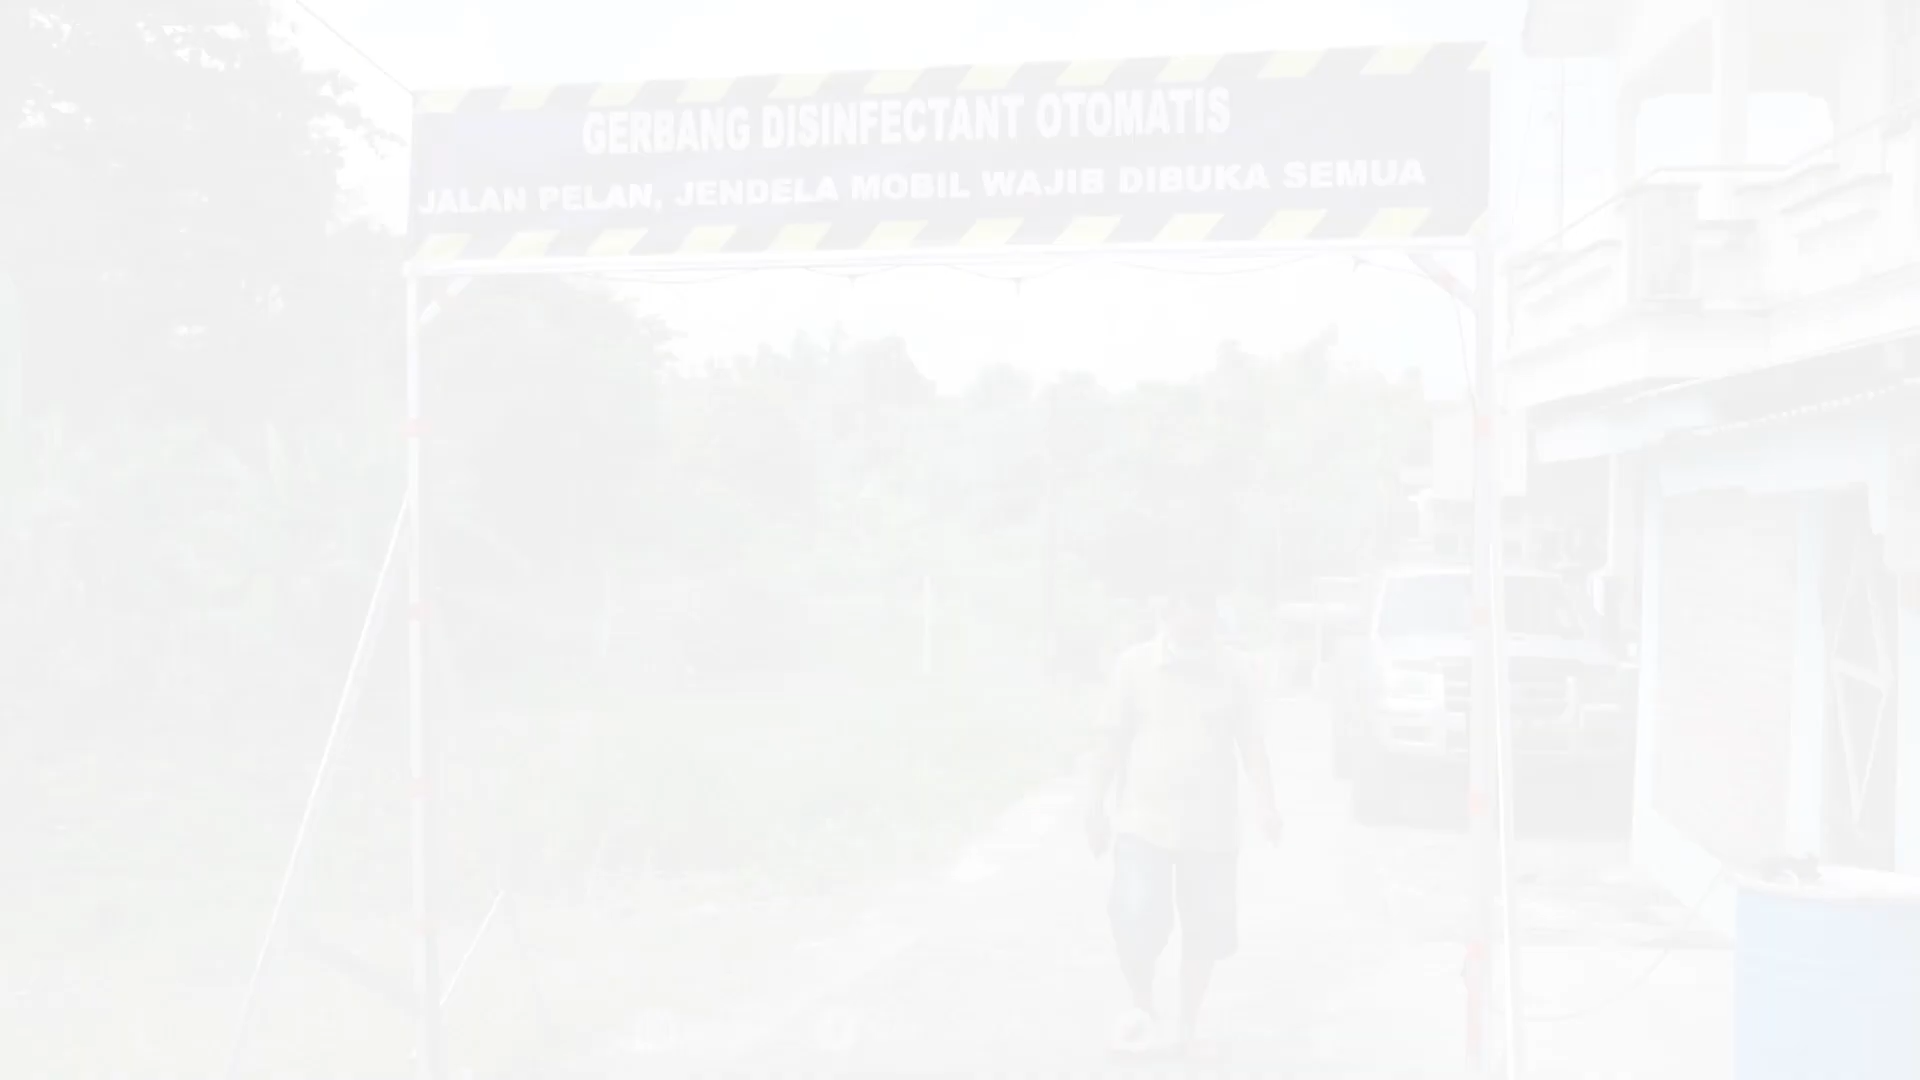 GERBANG DISINFECTANT OTOMATIS
JALAN PELAN, JENDELA MOBIL WAJIB DIBUKA SEMUA